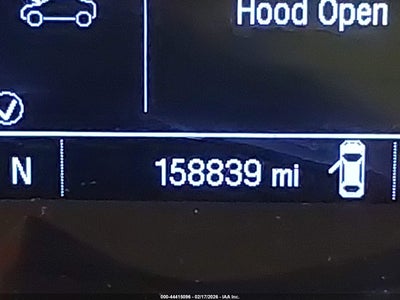 Hood Open
N 158839 mi
000-44415096 - 02/17/2026 - IAA Inc.